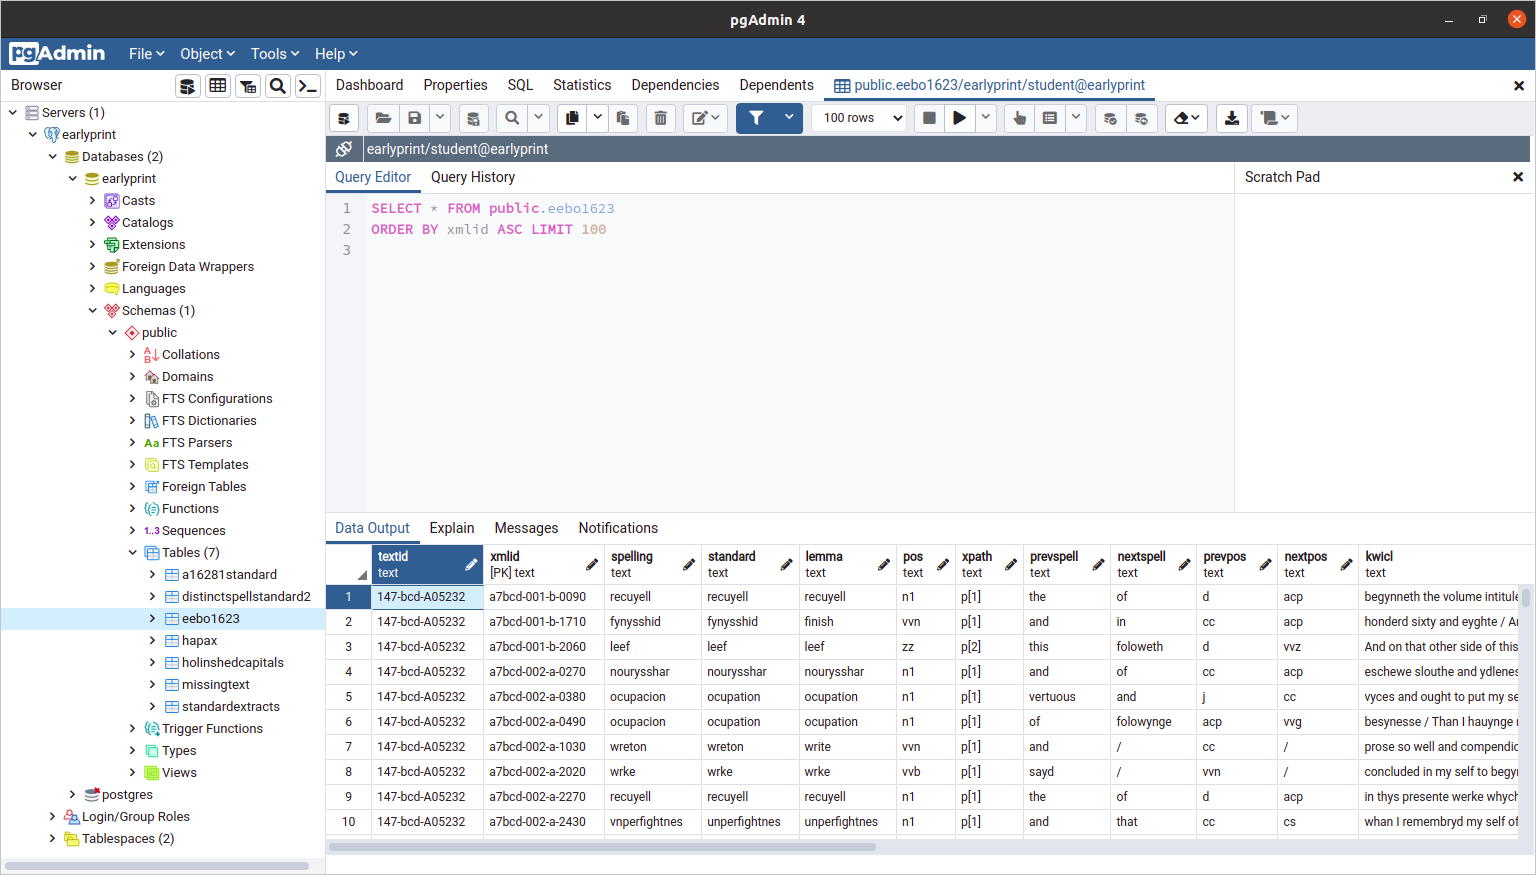 pgAdmin 4
pgAdmin File Object Tools Help
Browser
Dashboard Properties SQL Statistics Dependencies Dependents public.eebo1623/earlyprint/student@earlyprint
100 rows
earlyprint/student@earlyprint
Query Editor Query History
Scratch Pad
1 SELECT * FROM public.eebo1623
2 ORDER BY xmlid ASC LIMIT 100
3
Servers (1)
earlyprint
Databases (2)
earlyprint
Casts
Catalogs
Extensions
Foreign Data Wrappers
Languages
Schemas (1)
public
Collations
Domains
FTS Configurations
FTS Dictionaries
Aa FTS Parsers
FTS Templates
Foreign Tables
Functions
1..3 Sequences
Tables (7)
a16281standard
distinctspellstandard2
eebo1623
hapax
holinshedcapitals
missingtext
standardextracts
Trigger Functions
Types
Views
postgres
Login/Group Roles
Tablespaces (2)
Data Output Explain Messages Notifications
textid xmlid spelling standard lemma pos xpath prevspell nextspell prevpos nextpos kwicl
text [PK] text text text text text text text text text text text
1 147-bcd-A05232 a7bcd-001-b-0090 recuyell recuyell recuyell n1 p[1] the of d acp begynneth the volume intitule
2 147-bcd-A05232 a7bcd-001-b-1710 fynysshid fynysshid finish vvn p[1] and in cc acp honderd sixty and eyghte / A
3 147-bcd-A05232 a7bcd-001-b-2060 leef leef leef zz p[2] this foloweth d vvz And on that other side of this
4 147-bcd-A05232 a7bcd-002-a-0270 nourysshar nourysshar nourysshar n1 p[1] and of cc acp eschewe slouthe and ydlenes
5 147-bcd-A05232 a7bcd-002-a-0380 ocupacion ocupation ocupation n1 p[1] vertuous and j cc vyces and ought to put my se
6 147-bcd-A05232 a7bcd-002-a-0490 ocupacion ocupation ocupation n1 p[1] of folowynge acp vvg besynesse / Than I hauynge
7 147-bcd-A05232 a7bcd-002-a-1030 wreton wreton write vvn p[1] and / cc / prose so well and compendio
8 147-bcd-A05232 a7bcd-002-a-2020 wrke wrke wrke vvb p[1] sayd / vvn / concluded in my self to begy
9 147-bcd-A05232 a7bcd-002-a-2270 recuyell recuyell recuyell n1 p[1] the of d acp in thys presente werke whych
10 147-bcd-A05232 a7bcd-002-a-2430 vnperfightnes unperfightnes unperfightnes n1 p[1] and that cc cs whan I remembryd my self of